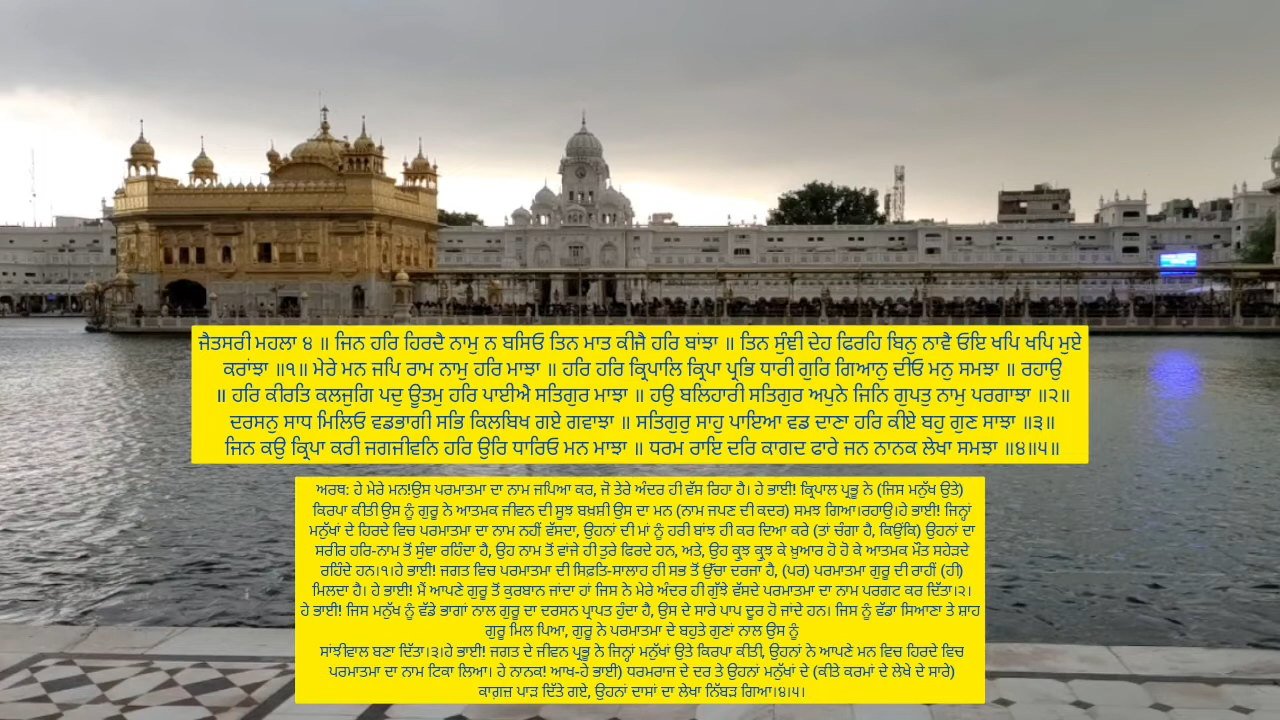 ਜੈਤਸਰੀ ਮਹਲਾ ੪ ॥ ਜਿਨ ਹਰਿ ਹਿਰਦੈ ਨਾਮੁ ਨ ਬਸਿਓ ਤਿਨ ਮਾਤ ਕੀਜੈ ਹਰਿ ਬਾਂਝਾ ॥ ਤਿਨ ਸੁੰਞੀ ਦੇਹ ਫਿਰਹਿ ਬਿਨੁ ਨਾਵੈ ਓਇ ਖਪਿ ਖਪਿ ਮੁਏ
ਕਰਾਂਝਾ ॥੧॥ ਮੇਰੇ ਮਨ ਜਪਿ ਰਾਮ ਨਾਮੁ ਹਰਿ ਮਾਝਾ ॥ ਹਰਿ ਹਰਿ ਕ੍ਰਿਪਾਲਿ ਕ੍ਰਿਪਾ ਪ੍ਰਭਿ ਧਾਰੀ ਗੁਰਿ ਗਿਆਨੁ ਦੀਓ ਮਨੁ ਸਮਝਾ ॥ ਰਹਾਉ
॥ ਹਰਿ ਕੀਰਤਿ ਕਲਜੁਗਿ ਪਦੁ ਊਤਮੁ ਹਰਿ ਪਾਈਐ ਸਤਿਗੁਰ ਮਾਝਾ ॥ ਹਉ ਬਲਿਹਾਰੀ ਸਤਿਗੁਰ ਅਪੁਨੇ ਜਿਨਿ ਗੁਪਤੁ ਨਾਮੁ ਪਰਗਾਝਾ ॥੨॥
ਦਰਸਨੁ ਸਾਧ ਮਿਲਿਓ ਵਡਭਾਗੀ ਸਭਿ ਕਿਲਬਿਖ ਗਏ ਗਵਾਝਾ ॥ ਸਤਿਗੁਰੁ ਸਾਹੁ ਪਾਇਆ ਵਡ ਦਾਣਾ ਹਰਿ ਕੀਏ ਬਹੁ ਗੁਣ ਸਾਝਾ ॥੩॥
ਜਿਨ ਕਉ ਕ੍ਰਿਪਾ ਕਰੀ ਜਗਜੀਵਨਿ ਹਰਿ ਉਰਿ ਧਾਰਿਓ ਮਨ ਮਾਝਾ ॥ ਧਰਮ ਰਾਇ ਦਰਿ ਕਾਗਦ ਫਾਰੇ ਜਨ ਨਾਨਕ ਲੇਖਾ ਸਮਝਾ ॥੪॥੫॥
ਅਰਥ: ਹੇ ਮੇਰੇ ਮਨ!ਉਸ ਪਰਮਾਤਮਾ ਦਾ ਨਾਮ ਜਪਿਆ ਕਰ, ਜੋ ਤੇਰੇ ਅੰਦਰ ਹੀ ਵੱਸ ਰਿਹਾ ਹੈ। ਹੇ ਭਾਈ! ਕ੍ਰਿਪਾਲ ਪ੍ਰਭੂ ਨੇ (ਜਿਸ ਮਨੁੱਖ ਉਤੇ)
ਕਿਰਪਾ ਕੀਤੀ ਉਸ ਨੂੰ ਗੁਰੂ ਨੇ ਆਤਮਕ ਜੀਵਨ ਦੀ ਸੂਝ ਬਖ਼ਸ਼ੀ ਉਸ ਦਾ ਮਨ (ਨਾਮ ਜਪਣ ਦੀ ਕਦਰ) ਸਮਝ ਗਿਆ।ਰਹਾਉ।ਹੇ ਭਾਈ! ਜਿਨ੍ਹਾਂ
ਮਨੁੱਖਾਂ ਦੇ ਹਿਰਦੇ ਵਿਚ ਪਰਮਾਤਮਾ ਦਾ ਨਾਮ ਨਹੀਂ ਵੱਸਦਾ, ਉਹਨਾਂ ਦੀ ਮਾਂ ਨੂੰ ਹਰੀ ਬਾਂਝ ਹੀ ਕਰ ਦਿਆ ਕਰੇ (ਤਾਂ ਚੰਗਾ ਹੈ, ਕਿਉਂਕਿ) ਉਹਨਾਂ ਦਾ
ਸਰੀਰ ਹਰਿ-ਨਾਮ ਤੋਂ ਸੁੰਞਾ ਰਹਿੰਦਾ ਹੈ, ਉਹ ਨਾਮ ਤੋਂ ਵਾਂਜੇ ਹੀ ਤੁਰੇ ਫਿਰਦੇ ਹਨ, ਅਤੇ, ਉਹ ਕ੍ਰੁਝ ਕ੍ਰੁਝ ਕੇ ਖ਼ੁਆਰ ਹੋ ਹੋ ਕੇ ਆਤਮਕ ਮੌਤ ਸਹੇੜਦੇ
ਰਹਿੰਦੇ ਹਨ।੧।ਹੇ ਭਾਈ! ਜਗਤ ਵਿਚ ਪਰਮਾਤਮਾ ਦੀ ਸਿਫ਼ਤਿ-ਸਾਲਾਹ ਹੀ ਸਭ ਤੋਂ ਉੱਚਾ ਦਰਜਾ ਹੈ, (ਪਰ) ਪਰਮਾਤਮਾ ਗੁਰੂ ਦੀ ਰਾਹੀਂ (ਹੀ)
ਮਿਲਦਾ ਹੈ। ਹੇ ਭਾਈ! ਮੈਂ ਆਪਣੇ ਗੁਰੂ ਤੋਂ ਕੁਰਬਾਨ ਜਾਂਦਾ ਹਾਂ ਜਿਸ ਨੇ ਮੇਰੇ ਅੰਦਰ ਹੀ ਗੁੱਝੇ ਵੱਸਦੇ ਪਰਮਾਤਮਾ ਦਾ ਨਾਮ ਪਰਗਟ ਕਰ ਦਿੱਤਾ।੨।
ਹੇ ਭਾਈ! ਜਿਸ ਮਨੁੱਖ ਨੂੰ ਵੱਡੇ ਭਾਗਾਂ ਨਾਲ ਗੁਰੂ ਦਾ ਦਰਸਨ ਪ੍ਰਾਪਤ ਹੁੰਦਾ ਹੈ, ਉਸ ਦੇ ਸਾਰੇ ਪਾਪ ਦੂਰ ਹੋ ਜਾਂਦੇ ਹਨ। ਜਿਸ ਨੂੰ ਵੱਡਾ ਸਿਆਣਾ ਤੇ ਸ਼ਾਹ
ਗੁਰੂ ਮਿਲ ਪਿਆ, ਗੁਰੂ ਨੇ ਪਰਮਾਤਮਾ ਦੇ ਬਹੁਤੇ ਗੁਣਾਂ ਨਾਲ ਉਸ ਨੂੰ
ਸਾਂਝੀਵਾਲ ਬਣਾ ਦਿੱਤਾ।੩।ਹੇ ਭਾਈ! ਜਗਤ ਦੇ ਜੀਵਨ ਪ੍ਰਭੂ ਨੇ ਜਿਨ੍ਹਾਂ ਮਨੁੱਖਾਂ ਉਤੇ ਕਿਰਪਾ ਕੀਤੀ, ਉਹਨਾਂ ਨੇ ਆਪਣੇ ਮਨ ਵਿਚ ਹਿਰਦੇ ਵਿਚ
ਪਰਮਾਤਮਾ ਦਾ ਨਾਮ ਟਿਕਾ ਲਿਆ। ਹੇ ਨਾਨਕ! ਆਖ-ਹੇ ਭਾਈ) ਧਰਮਰਾਜ ਦੇ ਦਰ ਤੇ ਉਹਨਾਂ ਮਨੁੱਖਾਂ ਦੇ (ਕੀਤੇ ਕਰਮਾਂ ਦੇ ਲੇਖੇ ਦੇ ਸਾਰੇ)
ਕਾਗ਼ਜ਼ ਪਾੜ ਦਿੱਤੇ ਗਏ, ਉਹਨਾਂ ਦਾਸਾਂ ਦਾ ਲੇਖਾ ਨਿੱਬੜ ਗਿਆ।੪।੫।